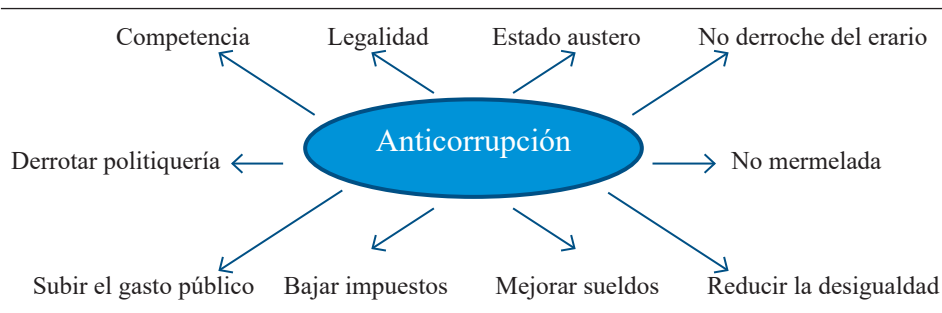 Competencia
Legalidad
Estado austero
No derroche del erario
Anticorrupción
Derrotar politiquería
No mermelada
Subir el gasto público
Bajar impuestos
Mejorar sueldos
Reducir la desigualdad